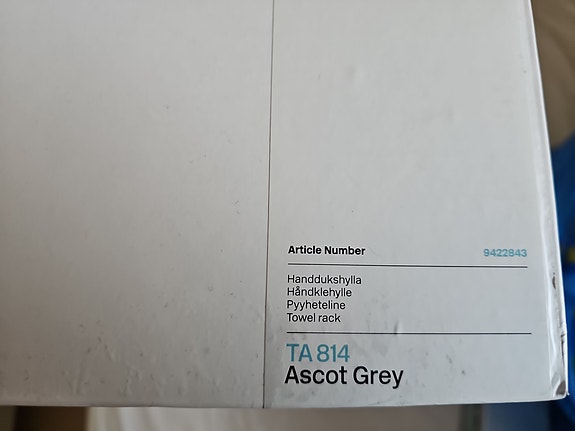 Article Number 9422843
Handdukshylla
Håndklehylle
Pyyheteline
Towel rack
TA 814
Ascot Grey